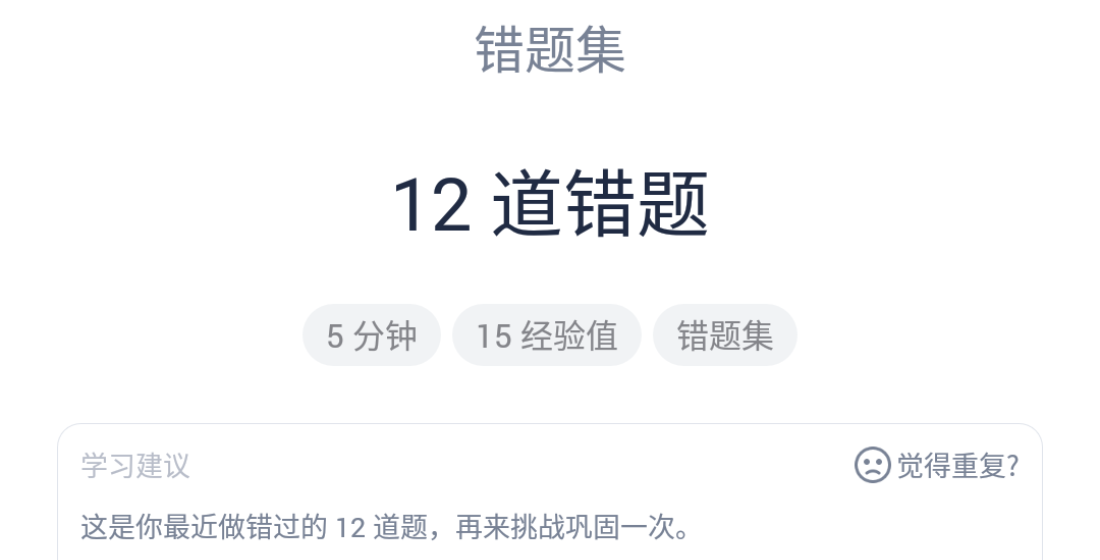 错题集
12 道错题
5 分钟 15 经验值 错题集
学习建议 觉得重复?
这是你最近做错过的 12 道题，再来挑战巩固一次。